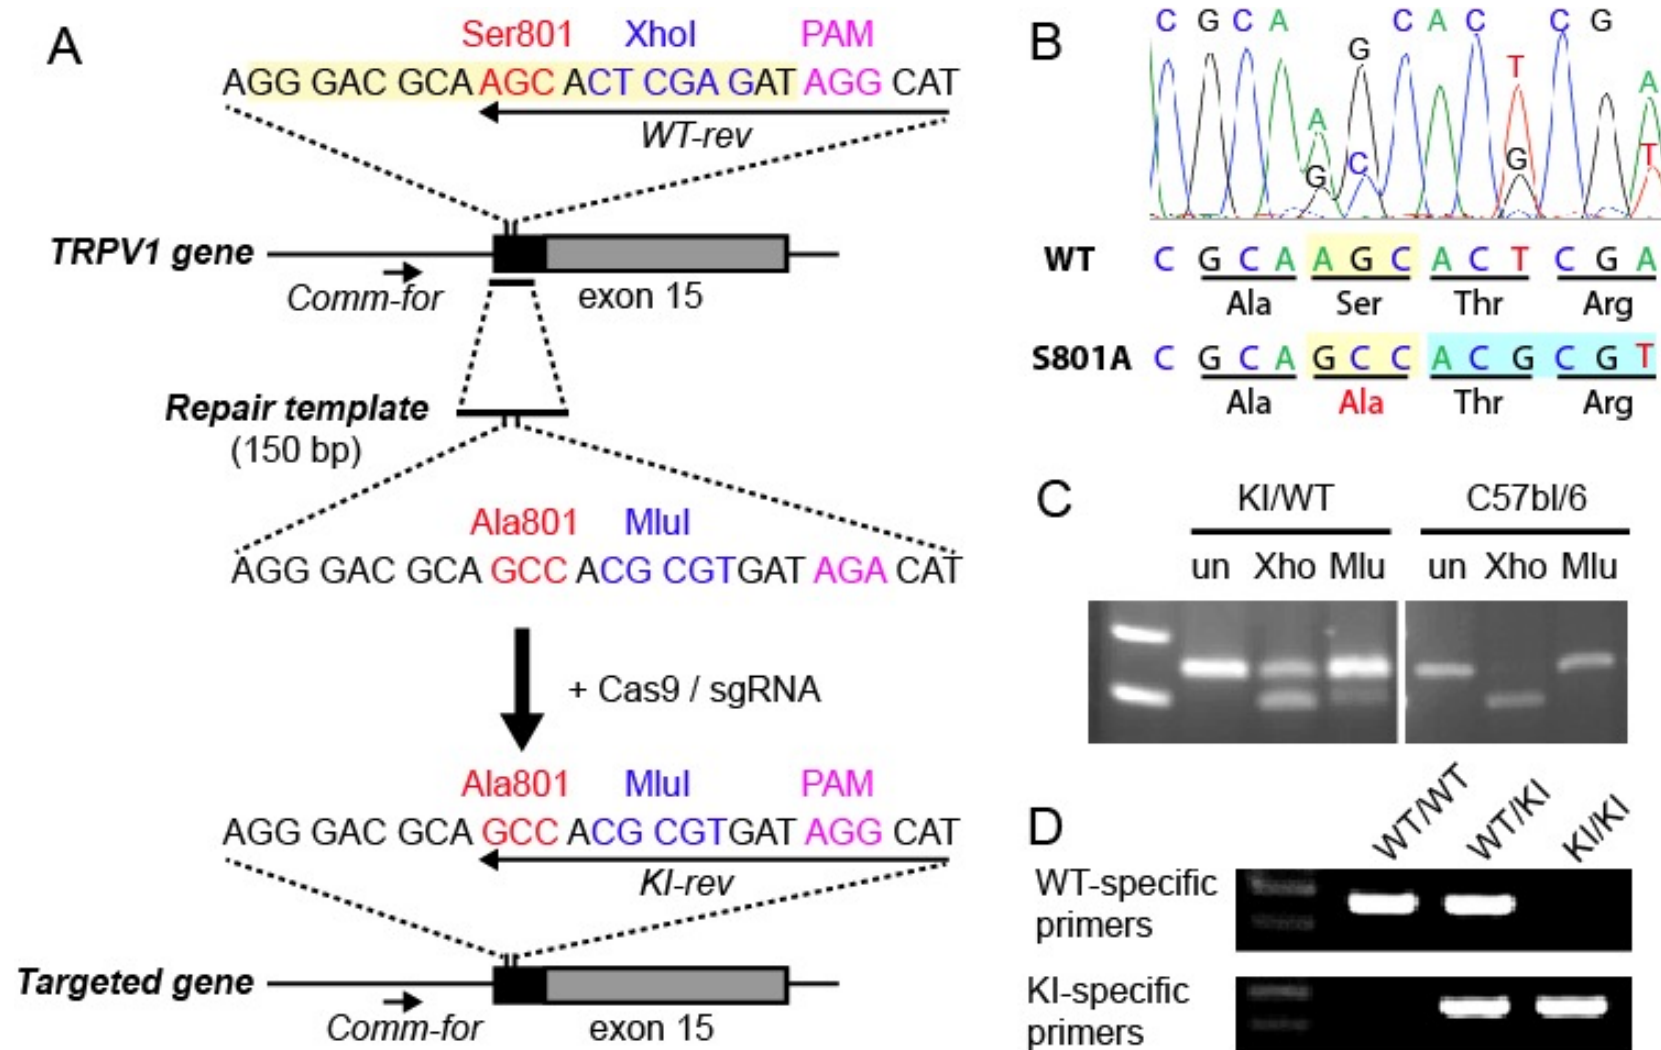 A
Ser801 XhoI PAM
AGG GAC GCA AGC ACT CGA GAT AGG CAT
WT-rev
TRPV1 gene
Comm-for
exon 15
Repair template
(150 bp)
Ala801 MluI
AGG GAC GCA GCC ACG CGTGAT AGA CAT
+ Cas9 / sgRNA
Ala801 MluI PAM
AGG GAC GCA GCC ACG CGTGAT AGG CAT
KI-rev
Targeted gene
Comm-for
exon 15
B
C G C A G C A C T C G A
A G C G T
WT C G C A A G C A C T C G A
Ala Ser Thr Arg
S801A C G C A G C C A C G C G T
Ala Ala Thr Arg
C
KI/WT C57bl/6
un Xho Mlu un Xho Mlu
D
WT/WT WT/KI KI/KI
WT-specific
primers
KI-specific
primers